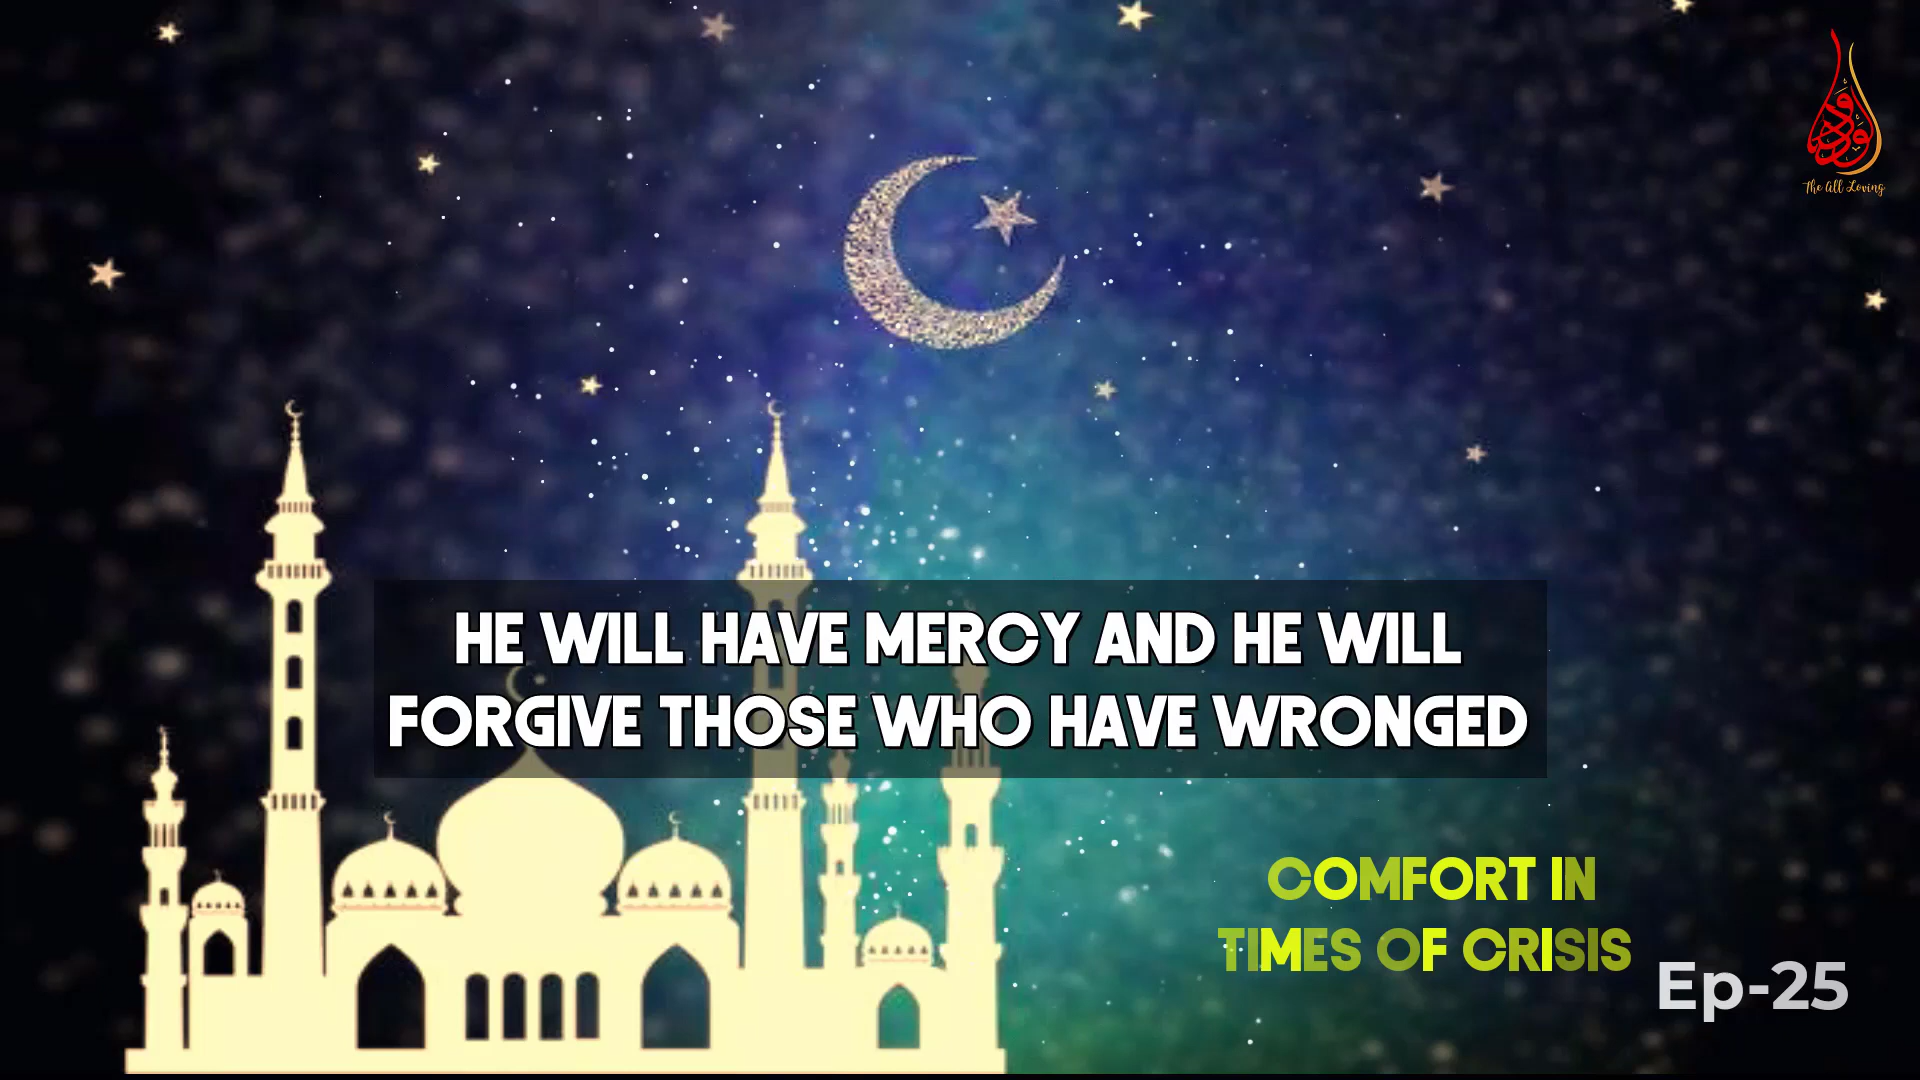 الودود
The All Loving
HE WILL HAVE MERCY AND HE WILL
FORGIVE THOSE WHO HAVE WRONGED
COMFORT IN
TIMES OF CRISIS
Ep-25